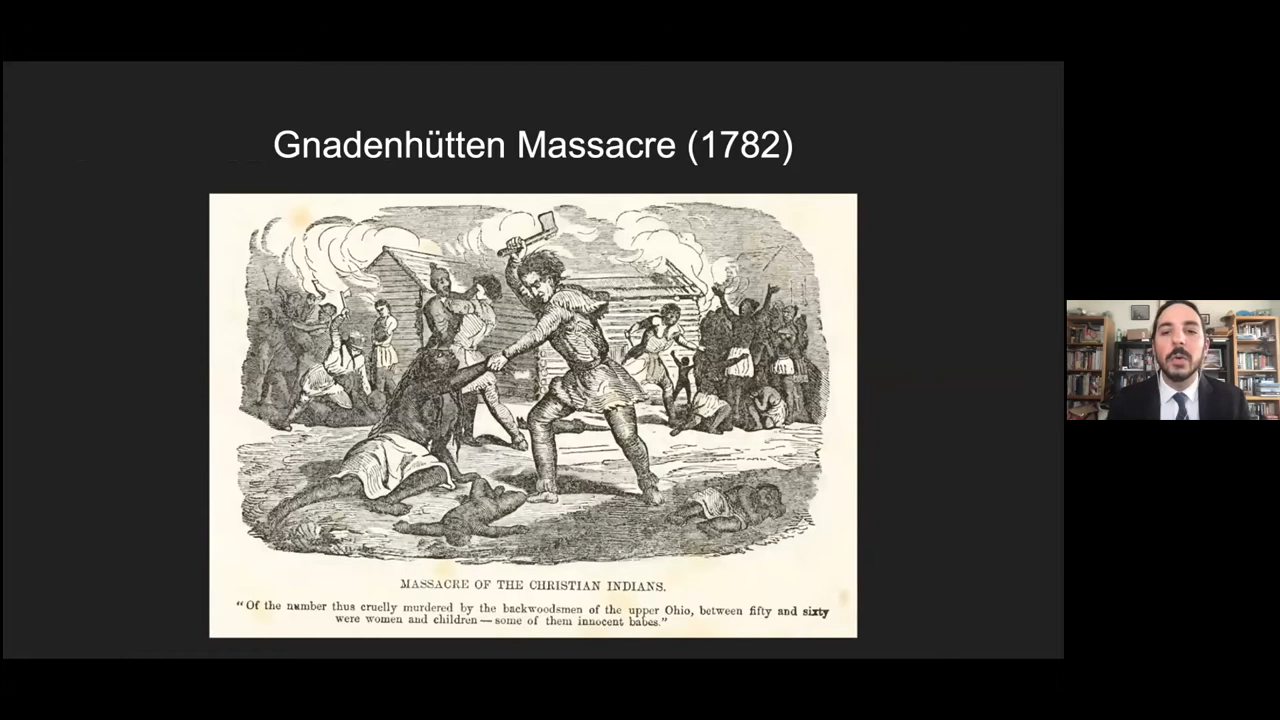 Gnadenhütten Massacre (1782)
MASSACRE OF THE CHRISTIAN INDIANS.
“Of the number thus cruelly murdered by the backwoodsmen of the upper Ohio, between fifty and sixty
were women and children — some of them innocent babes.”